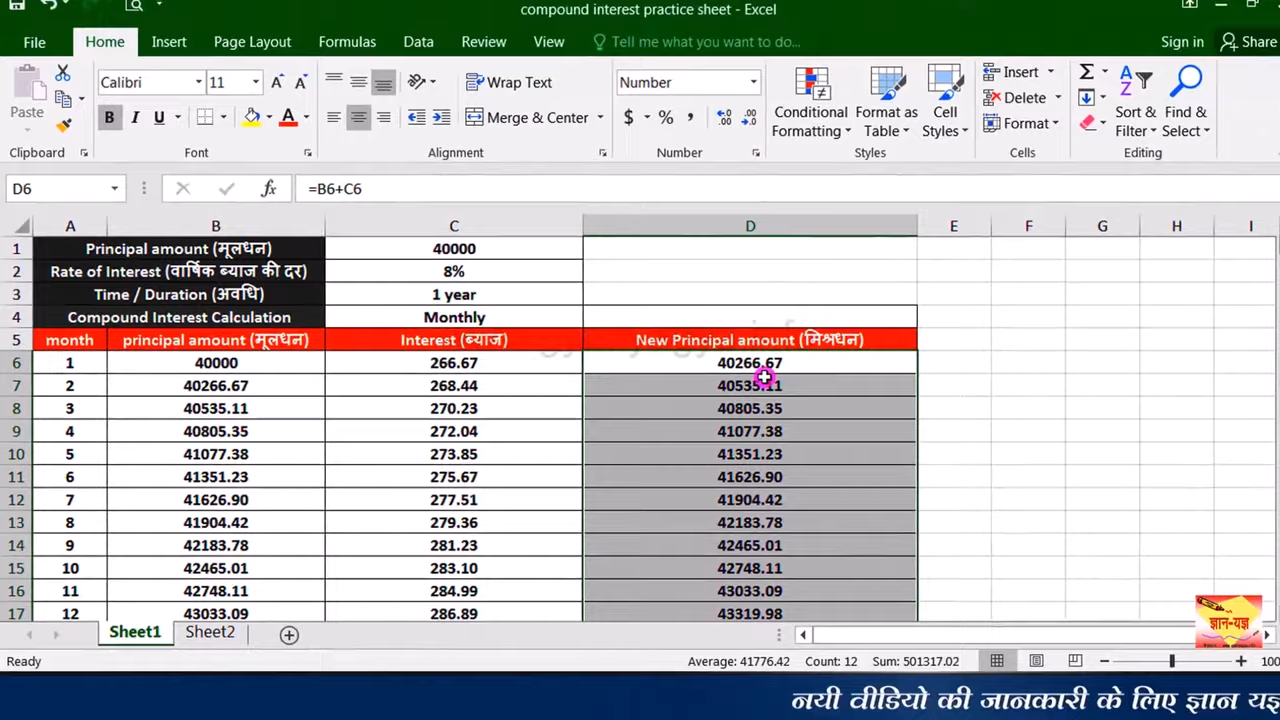 compound interest practice sheet - Excel
File Home Insert Page Layout Formulas Data Review View Tell me what you want to do... Sign in Share
Calibri 11 Wrap Text Number Insert
Paste B I U Merge & Center $ % Conditional Formatting Format as Table Cell Styles Delete Format Sort & Filter Find & Select
Clipboard Font Alignment Number Styles Cells Editing
D6 fx =B6+C6
A B C D E F G H I
1 Principal amount (मूलधन) 40000
2 Rate of Interest (वार्षिक ब्याज की दर) 8%
3 Time / Duration (अवधि) 1 year
4 Compound Interest Calculation Monthly
5 month principal amount (मूलधन) Interest (ब्याज) New Principal amount (मिश्रधन)
6 1 40000 266.67 40266.67
7 2 40266.67 268.44 40535.11
8 3 40535.11 270.23 40805.35
9 4 40805.35 272.04 41077.38
10 5 41077.38 273.85 41351.23
11 6 41351.23 275.67 41626.90
12 7 41626.90 277.51 41904.42
13 8 41904.42 279.36 42183.78
14 9 42183.78 281.23 42465.01
15 10 42465.01 283.10 42748.11
16 11 42748.11 284.99 43033.09
17 12 43033.09 286.89 43319.98
ज्ञान-यज्ञ
Sheet1 Sheet2
Ready Average: 41776.42 Count: 12 Sum: 501317.02 100
नयी वीडियो की जानकारी के लिए ज्ञान यज्ञ